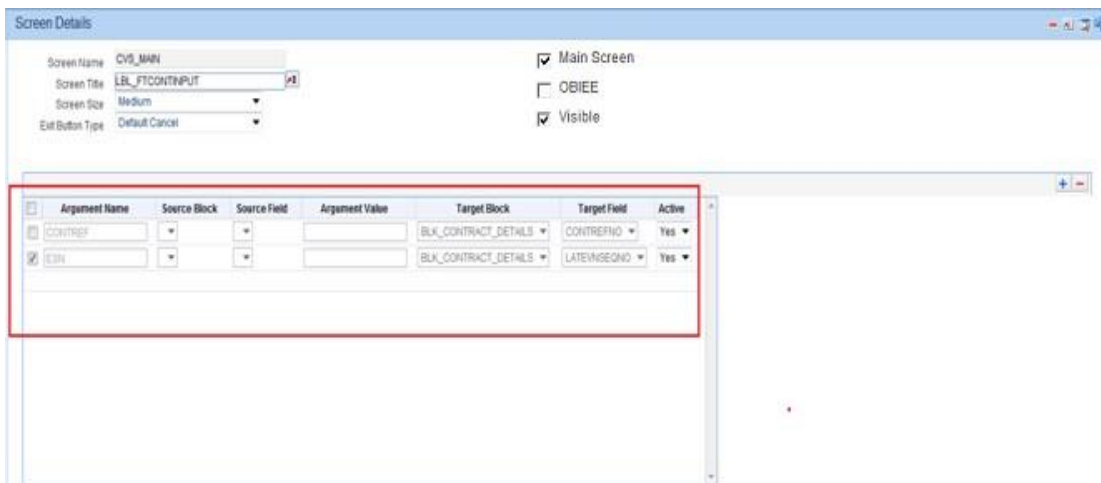 Screen Details
Screen Name CVS_MAIN
Screen Title LBL_FTCONTINPUT
Screen Size Medium
Exit Button Type Default Cancel
Main Screen
OBIEE
Visible
Argument Name Source Block Source Field Argument Value Target Block Target Field Active
CONTREF BLK_CONTRACT_DETAILS CONTREFNO Yes
ESN BLK_CONTRACT_DETAILS LATEVNSEQNO Yes